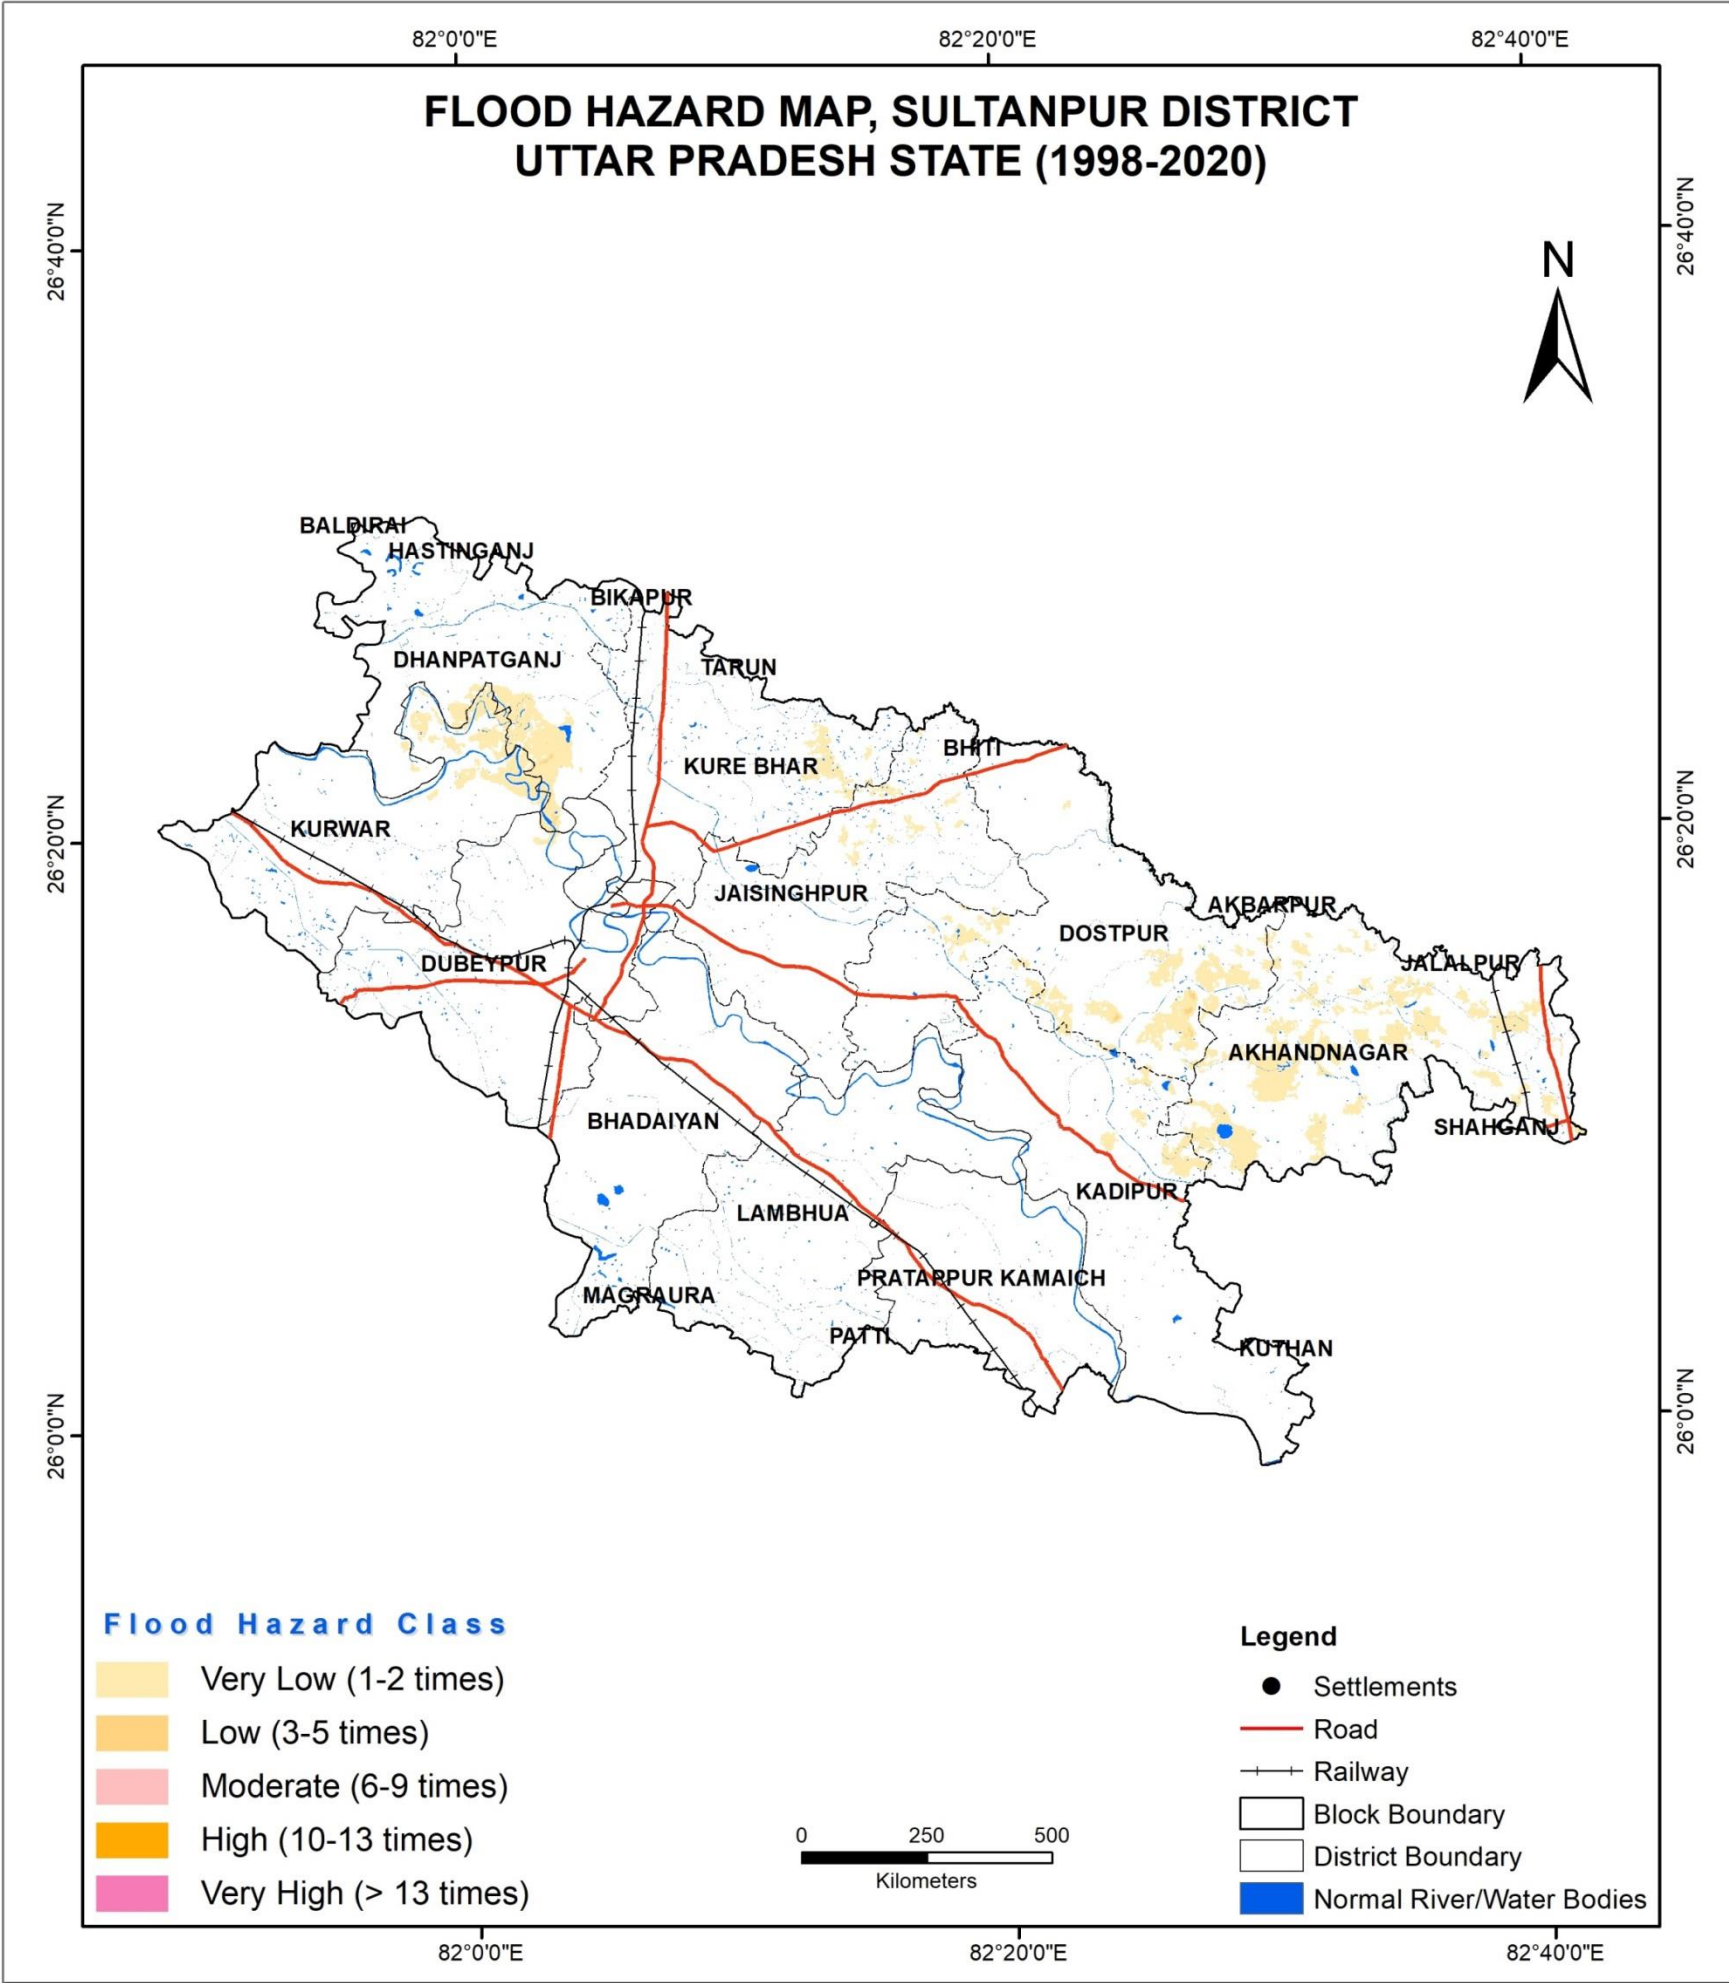 82°0'0"E
82°20'0"E
82°40'0"E
FLOOD HAZARD MAP, SULTANPUR DISTRICT
UTTAR PRADESH STATE (1998-2020)
26°40'0"N
26°40'0"N
N
BALDIRAI
HASTINGANJ
BIKAPUR
DHANPATGANJ
TARUN
BHITI
KURE BHAR
KURWAR
26°20'0"N
26°20'0"N
JAISINGHPUR
AKBARPUR
DOSTPUR
DUBEYPUR
JALALPUR
AKHANDNAGAR
BHADAIYAN
SHAHGANJ
KADIPUR
LAMBHUA
PRATAPPUR KAMAICH
MAGRAURA
PATTI
KUTHAN
26°0'0"N
26°0'0"N
Flood Hazard Class
Very Low (1-2 times)
Low (3-5 times)
Moderate (6-9 times)
High (10-13 times)
Very High (> 13 times)
0 250 500
Kilometers
Legend
Settlements
Road
Railway
Block Boundary
District Boundary
Normal River/Water Bodies
82°0'0"E
82°20'0"E
82°40'0"E